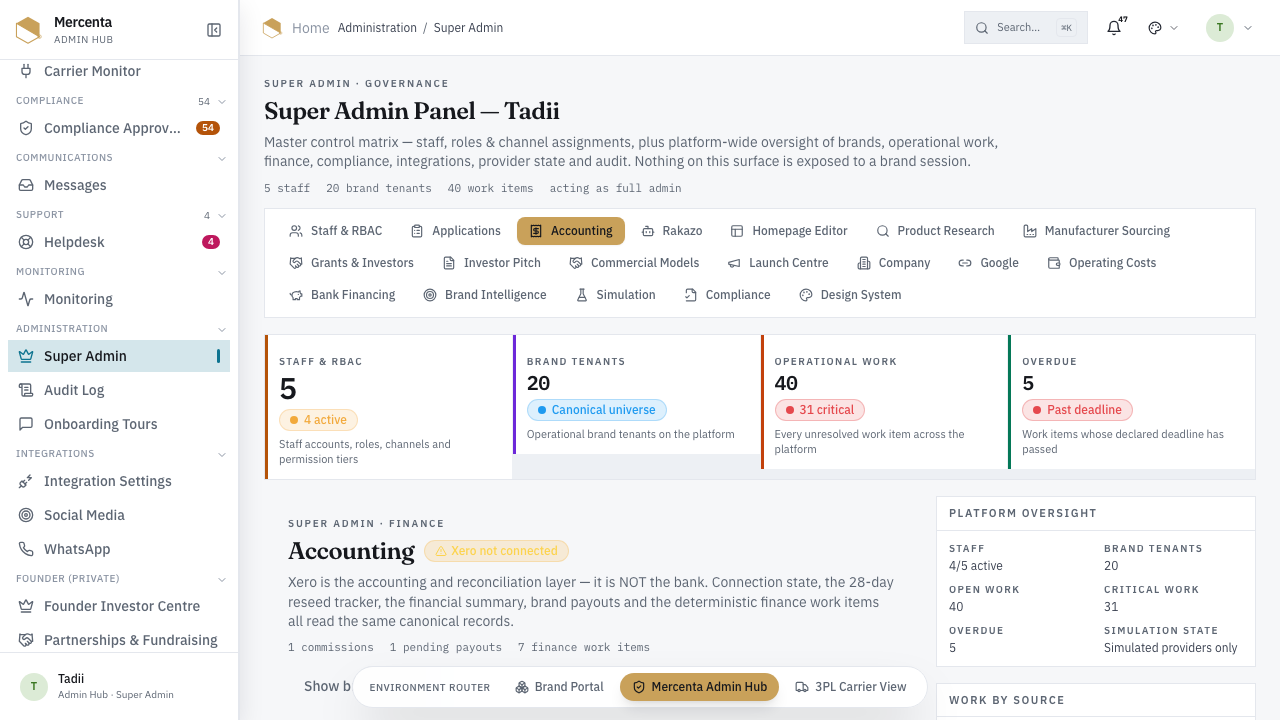 Mercenta
ADMIN HUB
Carrier Monitor
COMPLIANCE 54
Compliance Approv... 54
COMMUNICATIONS
Messages
SUPPORT 4
Helpdesk 4
MONITORING
Monitoring
ADMINISTRATION
Super Admin
Audit Log
Onboarding Tours
INTEGRATIONS
Integration Settings
Social Media
WhatsApp
FOUNDER (PRIVATE)
Founder Investor Centre
Partnerships & Fundraising
T
Tadii
Admin Hub · Super Admin
Home Administration / Super Admin
Search... ⌘K
47
T
SUPER ADMIN · GOVERNANCE
Super Admin Panel — Tadii
Master control matrix — staff, roles & channel assignments, plus platform-wide oversight of brands, operational work,
finance, compliance, integrations, provider state and audit. Nothing on this surface is exposed to a brand session.
5 staff 20 brand tenants 40 work items acting as full admin
Staff & RBAC Applications Accounting Rakazo Homepage Editor Product Research Manufacturer Sourcing
Grants & Investors Investor Pitch Commercial Models Launch Centre Company Google Operating Costs
Bank Financing Brand Intelligence Simulation Compliance Design System
STAFF & RBAC
5
4 active
Staff accounts, roles, channels and
permission tiers
BRAND TENANTS
20
Canonical universe
Operational brand tenants on the platform
OPERATIONAL WORK
40
31 critical
Every unresolved work item across the
platform
OVERDUE
5
Past deadline
Work items whose declared deadline has
passed
SUPER ADMIN · FINANCE
Accounting Xero not connected
Xero is the accounting and reconciliation layer — it is NOT the bank. Connection state, the 28-day
reseed tracker, the financial summary, brand payouts and the deterministic finance work items
all read the same canonical records.
1 commissions 1 pending payouts 7 finance work items
Show b
ENVIRONMENT ROUTER Brand Portal Mercenta Admin Hub 3PL Carrier View
PLATFORM OVERSIGHT
STAFF BRAND TENANTS
4/5 active 20
OPEN WORK CRITICAL WORK
40 31
OVERDUE SIMULATION STATE
5 Simulated providers only
WORK BY SOURCE